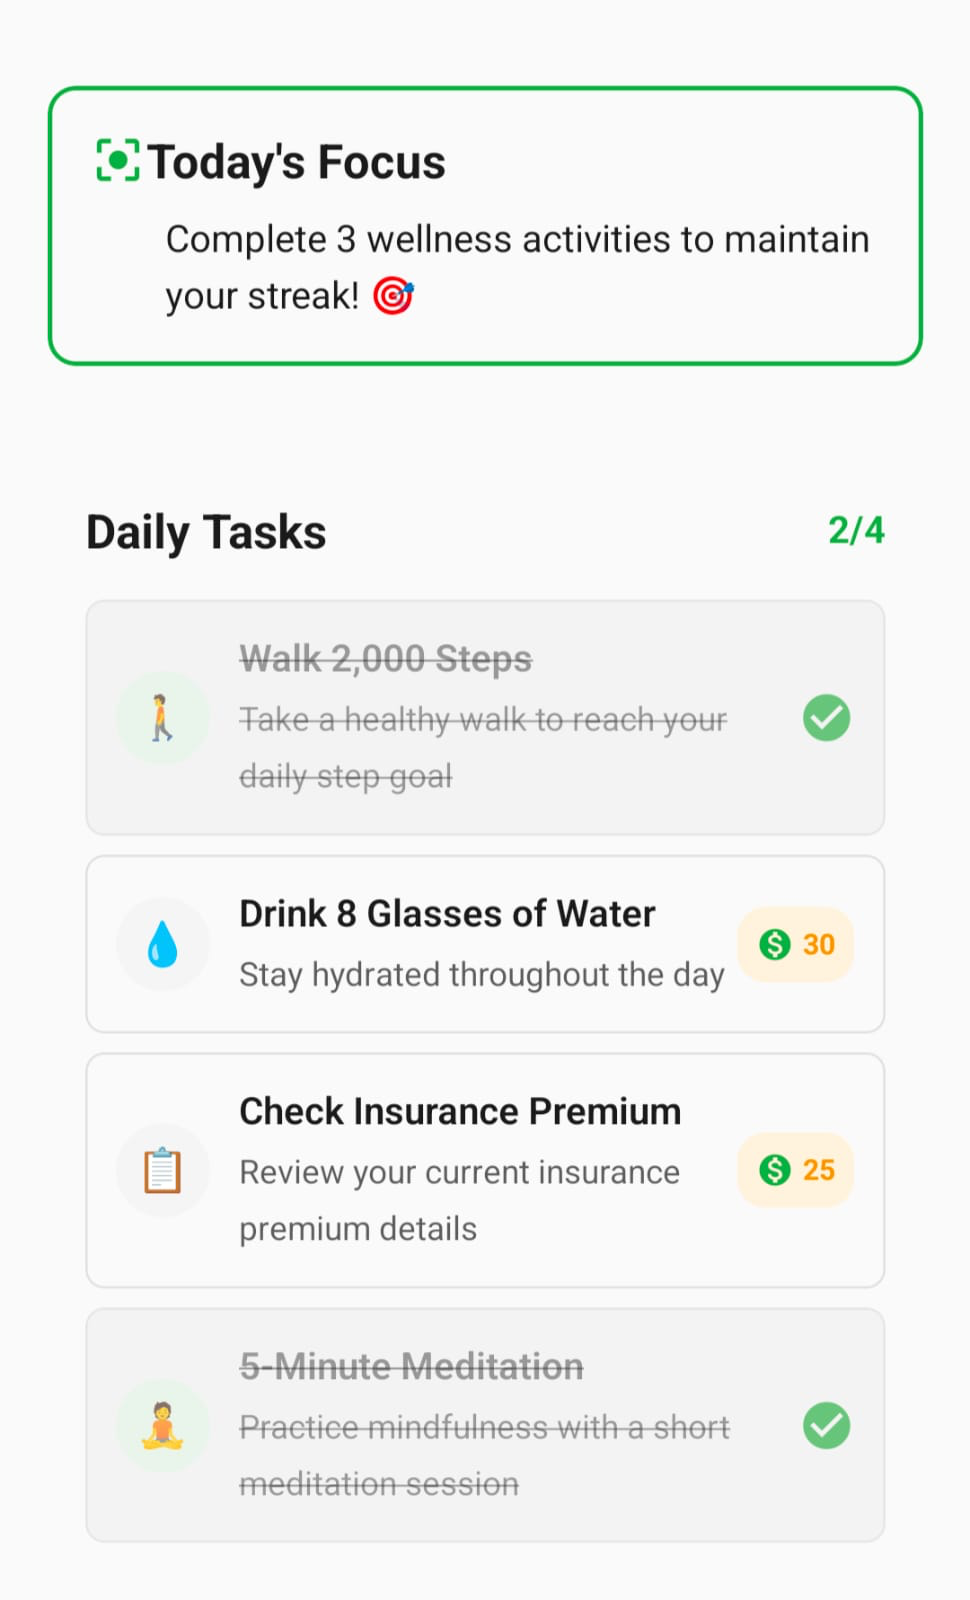 Today's Focus
Complete 3 wellness activities to maintain
your streak! 🎯
Daily Tasks
2/4
Walk 2,000 Steps
Take a healthy walk to reach your
daily step goal
Drink 8 Glasses of Water
Stay hydrated throughout the day
$ 30
Check Insurance Premium
Review your current insurance
premium details
$ 25
5-Minute Meditation
Practice mindfulness with a short
meditation session